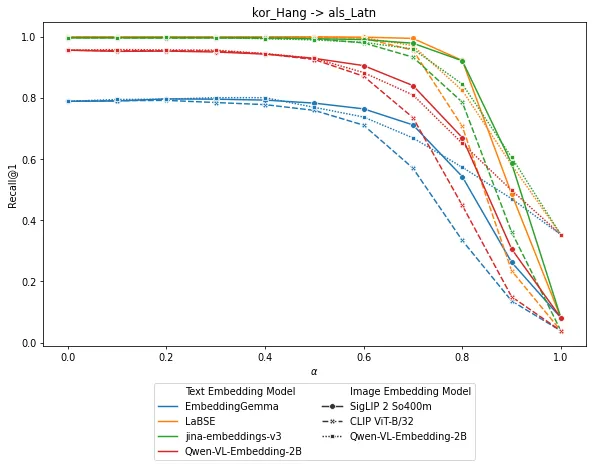 kor_Hang -> als_Latn
Recall@1
1.0
0.8
0.6
0.4
0.2
0.0
0.0 0.2 0.4 0.6 0.8 1.0
α
Text Embedding Model
EmbeddingGemma
LaBSE
jina-embeddings-v3
Qwen-VL-Embedding-2B
Image Embedding Model
SigLIP 2 So400m
CLIP ViT-B/32
Qwen-VL-Embedding-2B